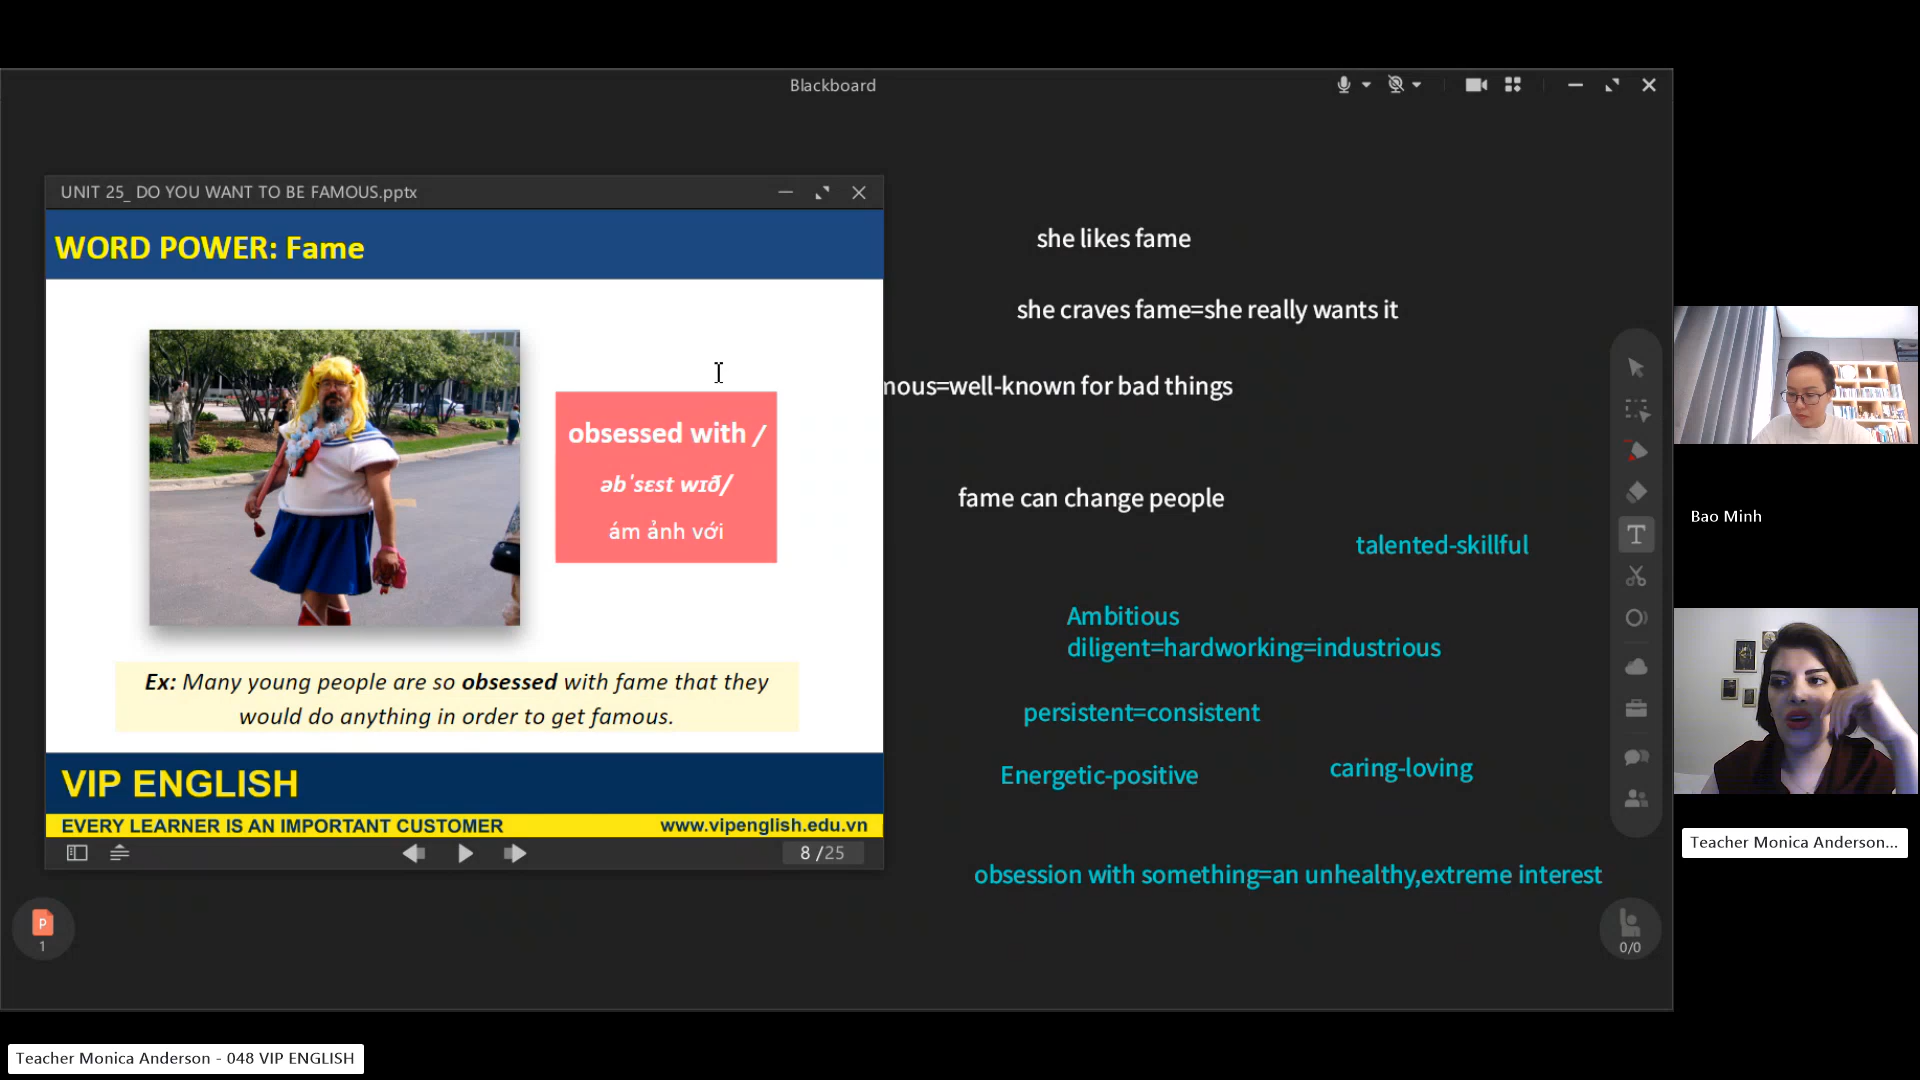 Blackboard
UNIT 25_ DO YOU WANT TO BE FAMOUS.pptx
WORD POWER: Fame
obsessed with /
əbˈsɛst wɪð/
ám ảnh với
Ex: Many young people are so obsessed with fame that they
would do anything in order to get famous.
VIP ENGLISH
EVERY LEARNER IS AN IMPORTANT CUSTOMER
www.vipenglish.edu.vn
8 /25
P
1
she likes fame
she craves fame=she really wants it
mous=well-known for bad things
fame can change people
talented-skillful
Ambitious
diligent=hardworking=industrious
persistent=consistent
Energetic-positive
caring-loving
obsession with something=an unhealthy,extreme interest
T
0/0
Bao Minh
Teacher Monica Anderson...
Teacher Monica Anderson - 048 VIP ENGLISH